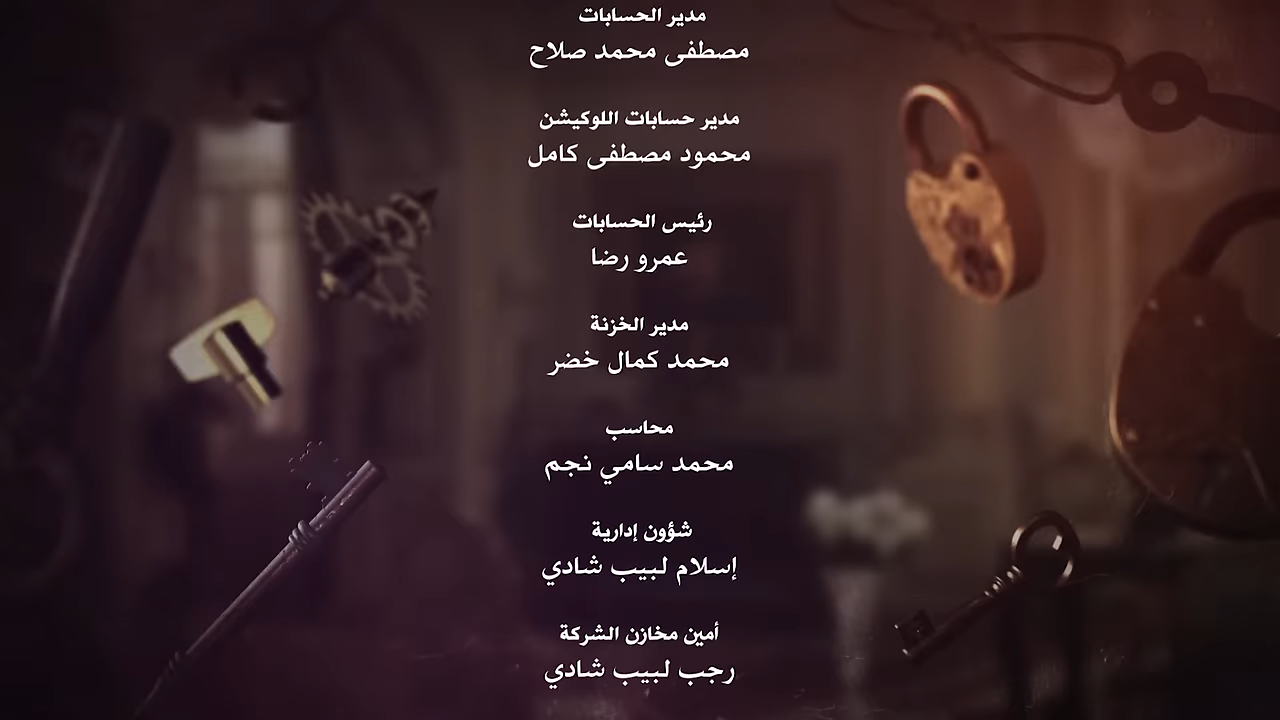 مدير الحسابات
مصطفى محمد صلاح
مدير حسابات اللوكيشن
محمود مصطفى كامل
رئيس الحسابات
عمرو رضا
مدير الخزنة
محمد كمال خضر
محاسب
محمد سامي نجم
شؤون إدارية
إسلام لبيب شادي
أمين مخازن الشركة
رجب لبيب شادي